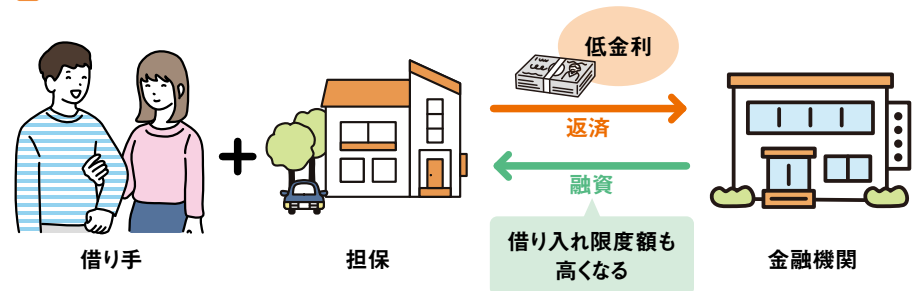 低金利
返済
融資
借り入れ限度額も
高くなる
借り手
担保
金融機関